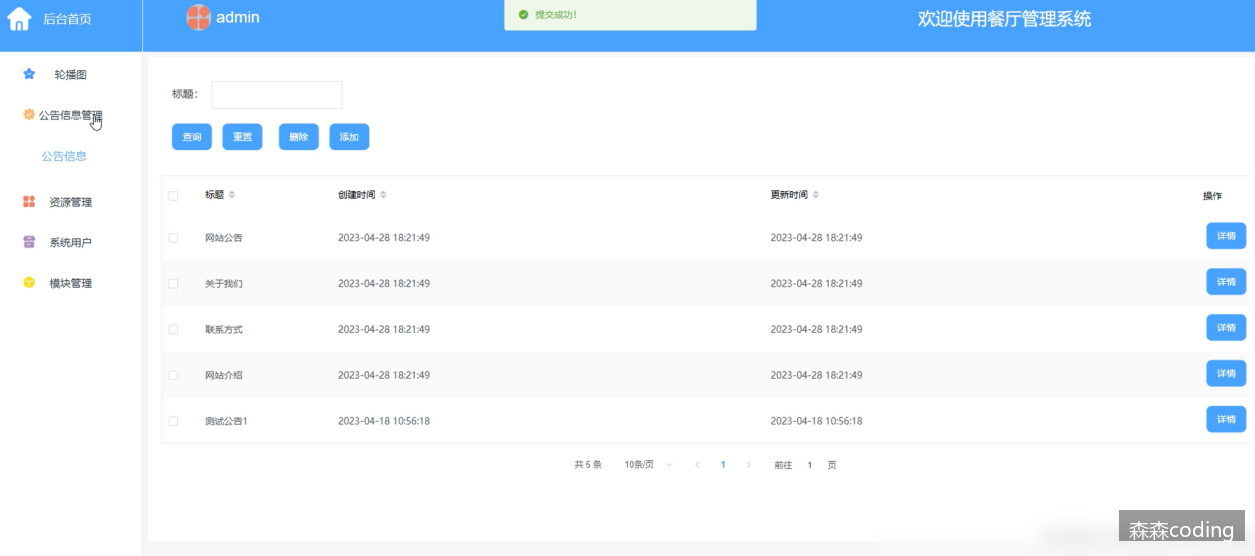 后台首页
admin
提交成功！
欢迎使用餐厅管理系统
轮播图
公告信息管理
公告信息
资源管理
系统用户
模块管理
标题：
查询 重置 删除 添加
标题 创建时间 更新时间 操作
网站公告 2023-04-28 18:21:49 2023-04-28 18:21:49 详情
关于我们 2023-04-28 18:21:49 2023-04-28 18:21:49 详情
联系方式 2023-04-28 18:21:49 2023-04-28 18:21:49 详情
网站介绍 2023-04-28 18:21:49 2023-04-28 18:21:49 详情
测试公告1 2023-04-18 10:56:18 2023-04-18 10:56:18 详情
共 5 条 10条/页 1 前往 1 页
森森coding